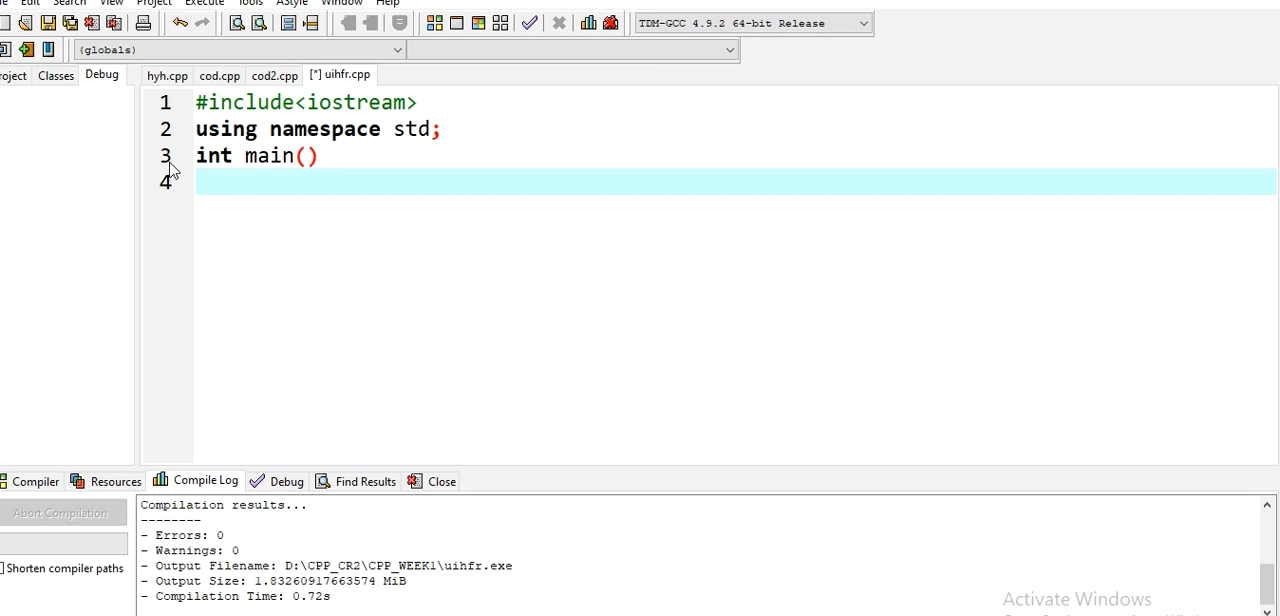 Edit Search View Project Execute Tools AStyle Window Help
TDM-GCC 4.9.2 64-bit Release
(globals)
roject Classes Debug hyh.cpp cod.cpp cod2.cpp [*] uihfr.cpp
1 #include<iostream>
2 using namespace std;
3 int main()
4
Compiler Resources Compile Log Debug Find Results Close
Abort Compilation
Shorten compiler paths
Compilation results...
--------
- Errors: 0
- Warnings: 0
- Output Filename: D:\CPP_CR2\CPP_WEEK1\uihfr.exe
- Output Size: 1.83260917663574 MiB
- Compilation Time: 0.72s
Activate Windows